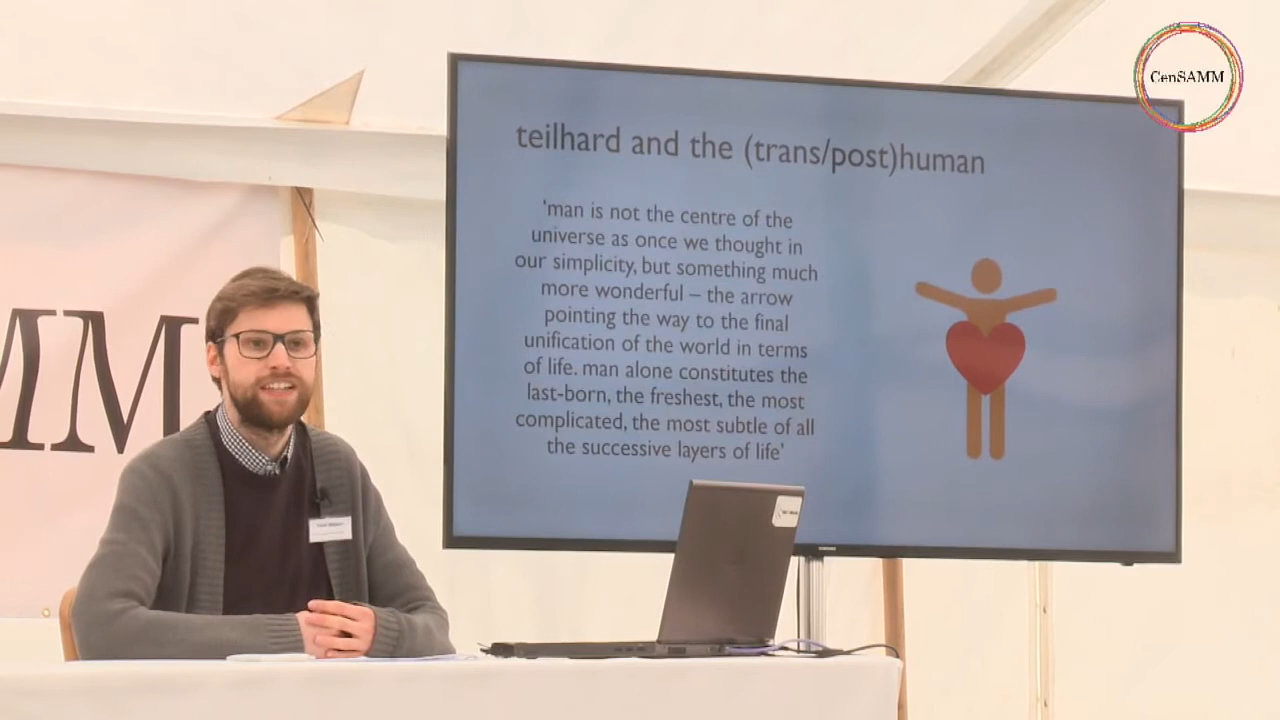 CenSAMM
teilhard and the (trans/post)human
'man is not the centre of the
universe as once we thought in
our simplicity, but something much
more wonderful – the arrow
pointing the way to the final
unification of the world in terms
of life. man alone constitutes the
last-born, the freshest, the most
complicated, the most subtle of all
the successive layers of life'
MM
SAMSUNG